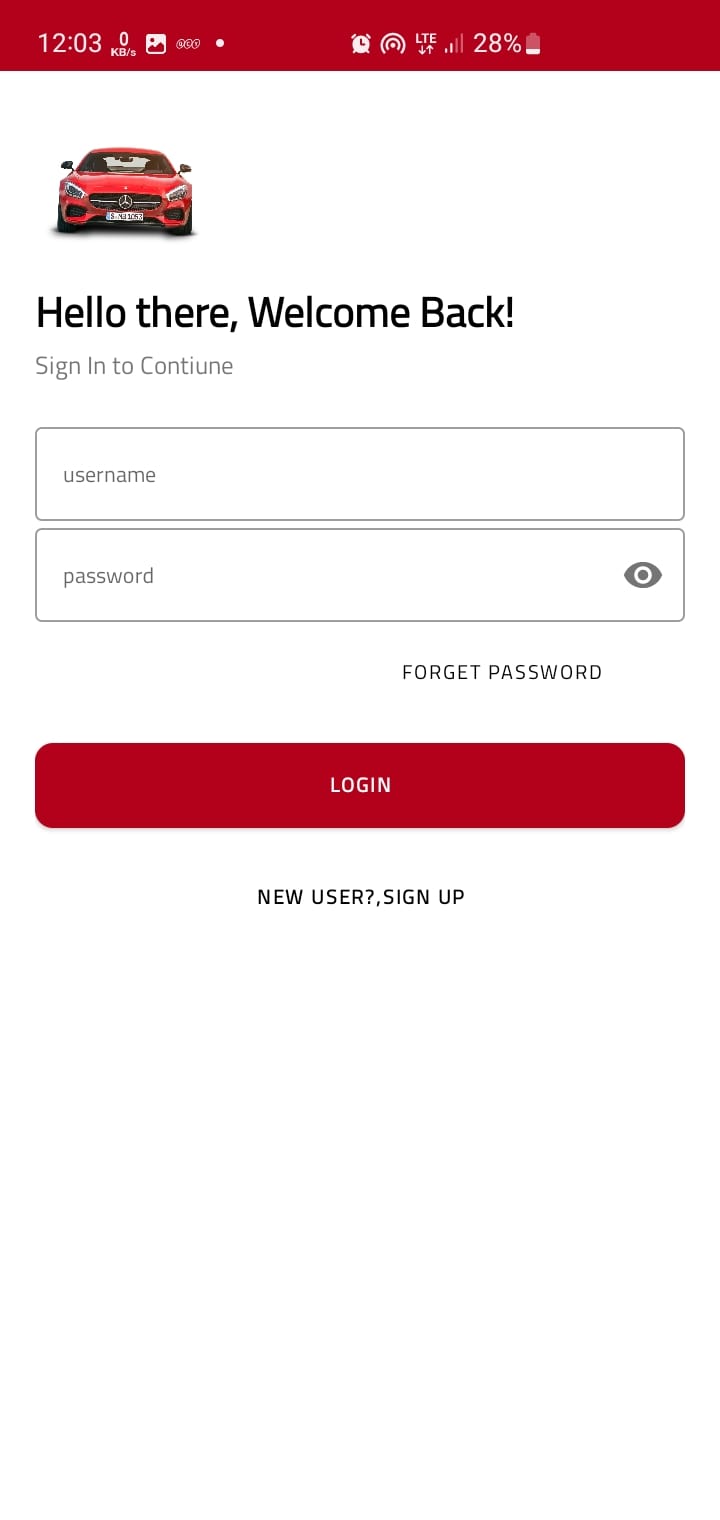 12:03 0 KB/s LTE 28%
Hello there, Welcome Back!
Sign In to Contiune
username
password
FORGET PASSWORD
LOGIN
NEW USER?,SIGN UP